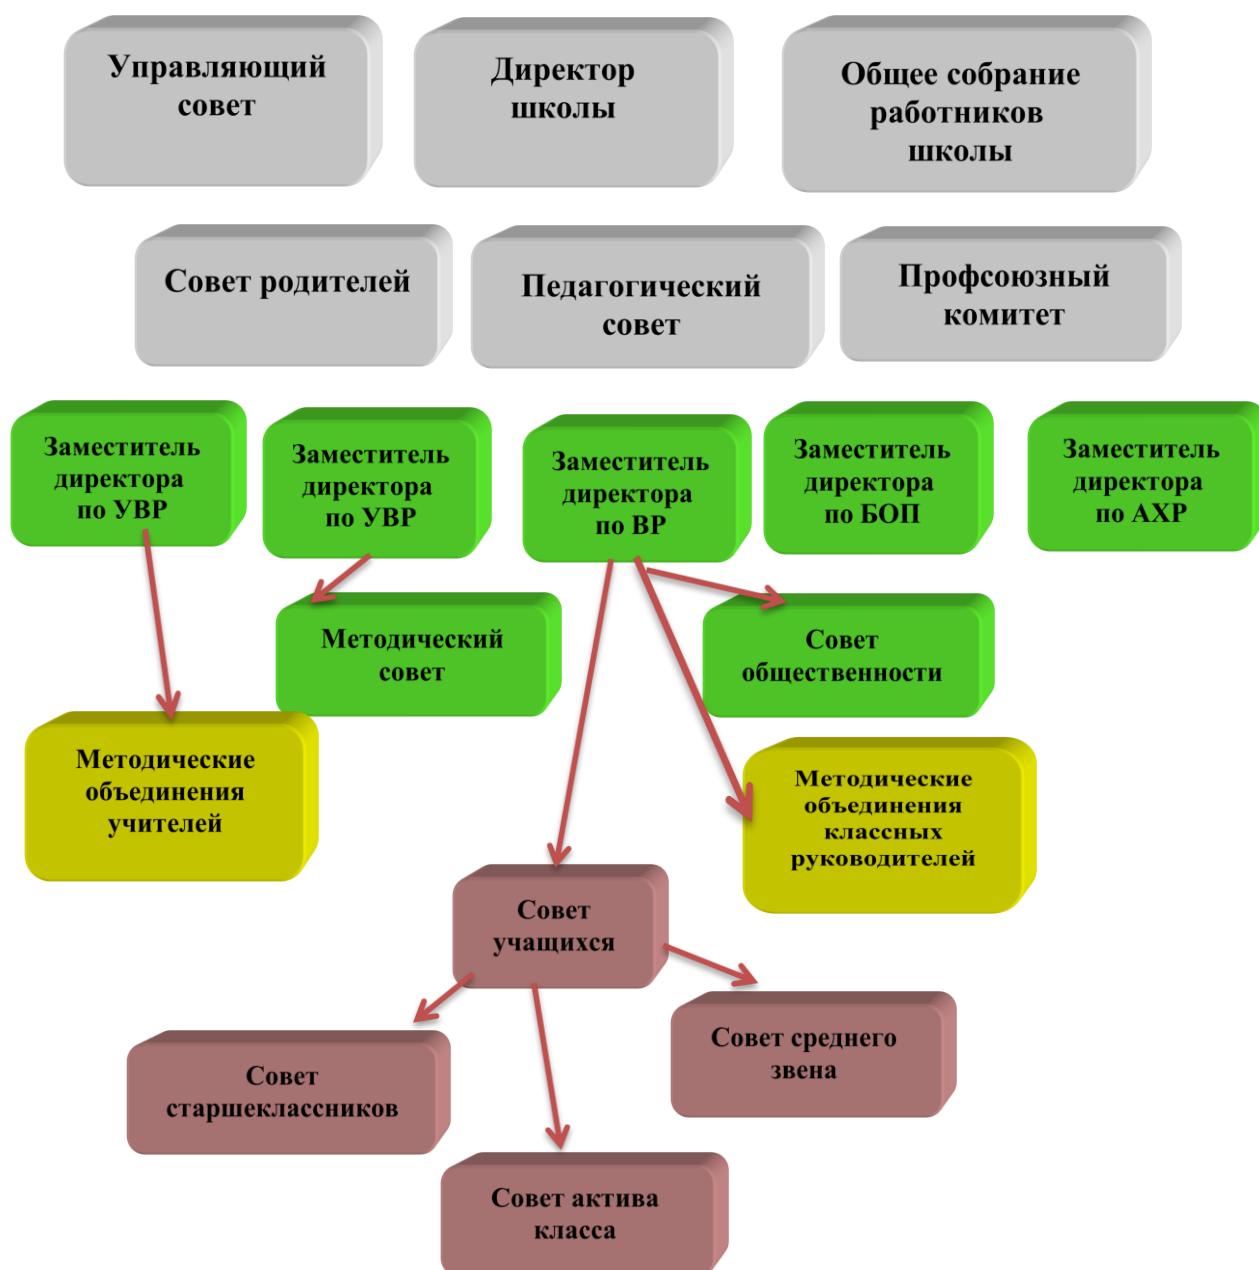 Управляющий
совет
Директор
школы
Общее собрание
работников
школы
Совет родителей
Педагогический
совет
Профсоюзный
комитет
Заместитель
директора
по УВР
Заместитель
директора
по УВР
Заместитель
директора
по ВР
Заместитель
директора
по БОП
Заместитель
директора
по АХР
Методический
совет
Совет
общественности
Методические
объединения
учителей
Методические
объединения
классных
руководителей
Совет
учащихся
Совет
старшеклассников
Совет среднего
звена
Совет актива
класса